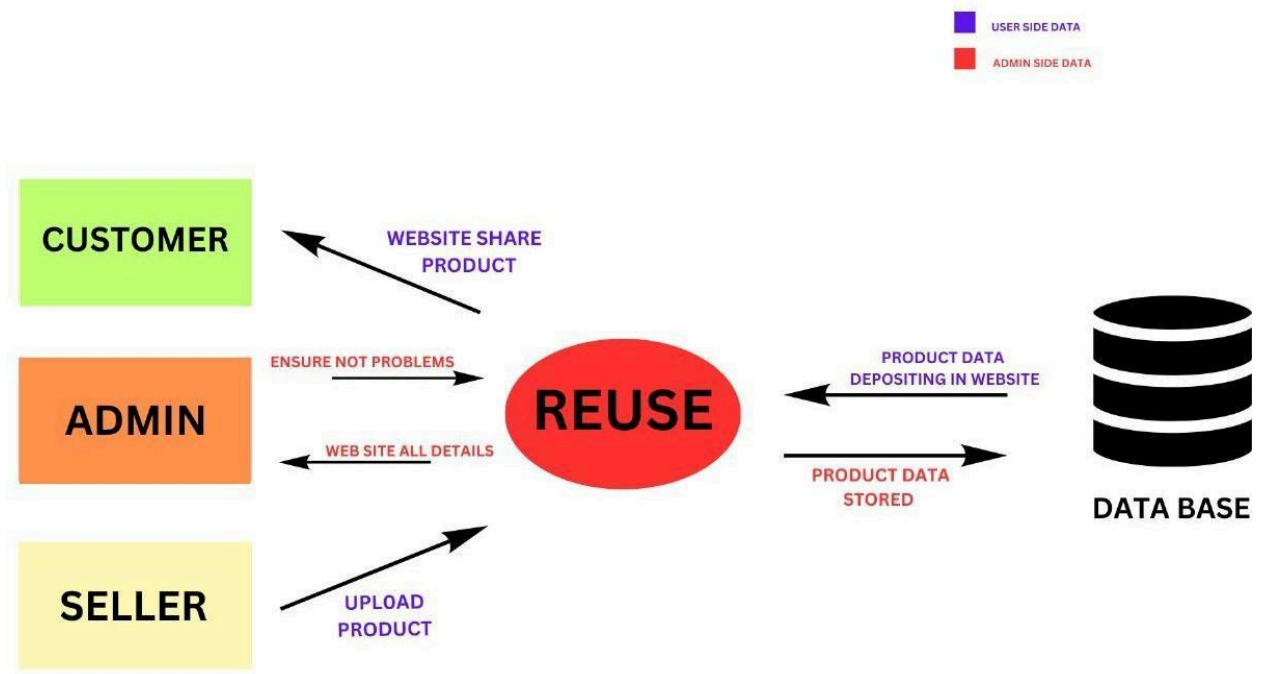 USER SIDE DATA
ADMIN SIDE DATA
CUSTOMER
WEBSITE SHARE
PRODUCT
ENSURE NOT PROBLEMS
ADMIN
WEB SITE ALL DETAILS
REUSE
PRODUCT DATA
DEPOSITING IN WEBSITE
PRODUCT DATA
STORED
DATA BASE
SELLER
UPLOAD
PRODUCT